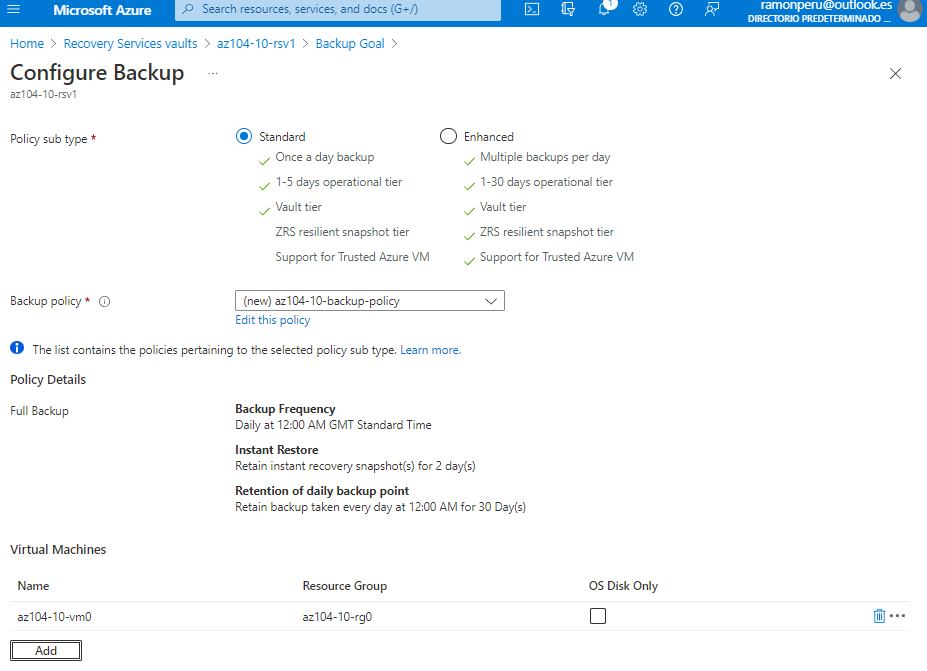 Microsoft Azure
Search resources, services, and docs (G+/)
1
ramonperu@outlook.es
DIRECTORIO PREDETERMINADO ...
Home > Recovery Services vaults > az104-10-rsv1 > Backup Goal >
Configure Backup ...
az104-10-rsv1
Policy sub type *
Standard
Once a day backup
1-5 days operational tier
Vault tier
ZRS resilient snapshot tier
Support for Trusted Azure VM
Enhanced
Multiple backups per day
1-30 days operational tier
Vault tier
ZRS resilient snapshot tier
Support for Trusted Azure VM
Backup policy *
(new) az104-10-backup-policy
Edit this policy
The list contains the policies pertaining to the selected policy sub type. Learn more.
Policy Details
Full Backup
Backup Frequency
Daily at 12:00 AM GMT Standard Time
Instant Restore
Retain instant recovery snapshot(s) for 2 day(s)
Retention of daily backup point
Retain backup taken every day at 12:00 AM for 30 Day(s)
Virtual Machines
Name Resource Group OS Disk Only
az104-10-vm0 az104-10-rg0
Add